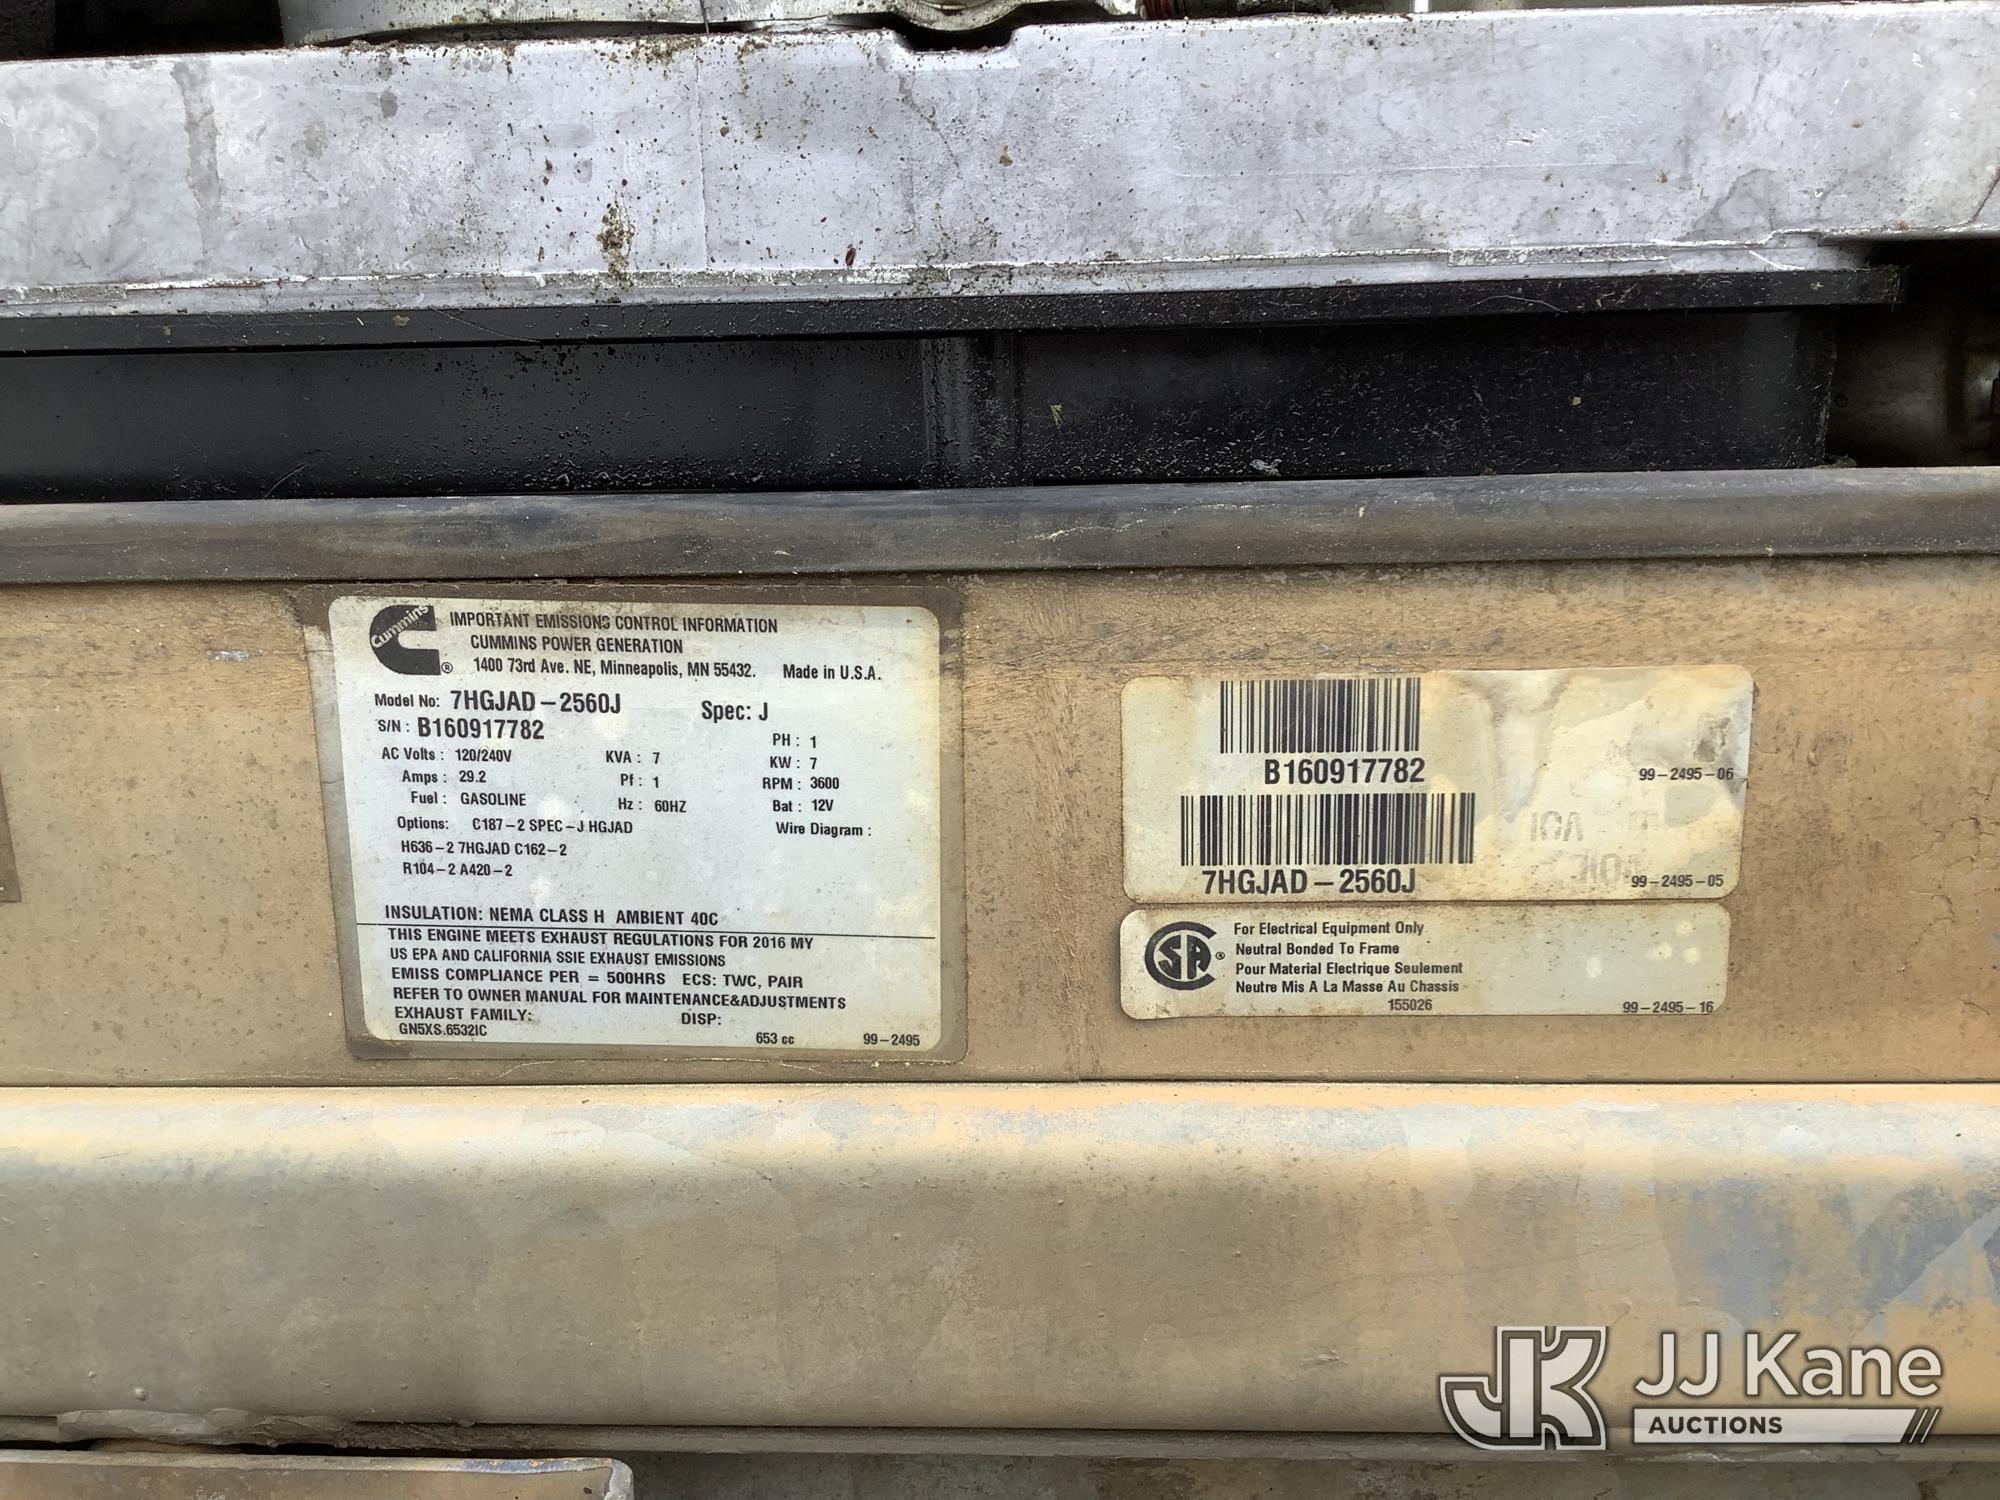 Cummins
®
IMPORTANT EMISSIONS CONTROL INFORMATION
CUMMINS POWER GENERATION
1400 73rd Ave. NE, Minneapolis, MN 55432. Made in U.S.A.
Model No: 7HGJAD-2560J Spec: J
S/N: B160917782
PH: 1
AC Volts: 120/240V KVA: 7 KW: 7
Amps: 29.2 Pf: 1 RPM: 3600
Fuel: GASOLINE Hz: 60HZ Bat: 12V
Options: C187-2 SPEC-J HGJAD Wire Diagram:
H636-2 7HGJAD C162-2
R104-2 A420-2
INSULATION: NEMA CLASS H AMBIENT 40C
THIS ENGINE MEETS EXHAUST REGULATIONS FOR 2016 MY
US EPA AND CALIFORNIA SSIE EXHAUST EMISSIONS
EMISS COMPLIANCE PER = 500HRS ECS: TWC, PAIR
REFER TO OWNER MANUAL FOR MAINTENANCE&ADJUSTMENTS
EXHAUST FAMILY: DISP:
GN5XS.6532IC 653 cc 99-2495
B160917782 99-2495-06
7HGJAD-2560J 99-2495-05
SA ®
For Electrical Equipment Only
Neutral Bonded To Frame
Pour Material Electrique Seulement
Neutre Mis A La Masse Au Chassis
155026 99-2495-16
JK JJ Kane
AUCTIONS